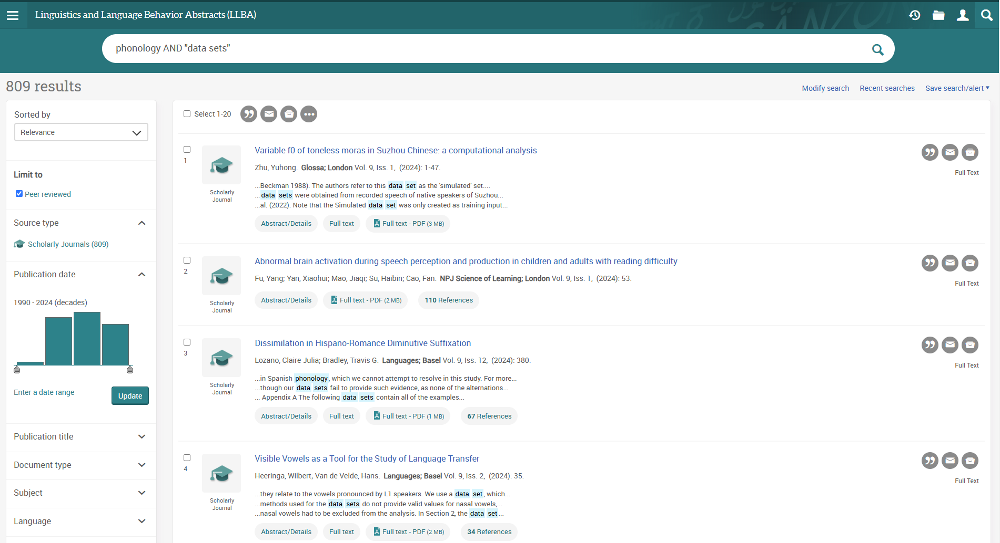 Linguistics and Language Behavior Abstracts (LLBA)
phonology AND "data sets"
809 results
Modify search
Recent searches
Save search/alert
Sorted by
Relevance
Limit to
Peer reviewed
Source type
Scholarly Journals (809)
Publication date
1990 - 2024 (decades)
Enter a date range
Update
Publication title
Document type
Subject
Language
Select 1-20
1
Scholarly
Journal
Variable f0 of toneless moras in Suzhou Chinese: a computational analysis
Zhu, Yuhong. Glossa; London Vol. 9, Iss. 1, (2024): 1-47.
...Beckman 1988). The authors refer to this data set as the 'simulated' set....
...data sets were obtained from recorded speech of native speakers of Suzhou...
...al. (2022). Note that the Simulated data set was only created as training input...
Abstract/Details
Full text
Full text - PDF (3 MB)
Full Text
2
Scholarly
Journal
Abnormal brain activation during speech perception and production in children and adults with reading difficulty
Fu, Yang; Yan, Xiaohui; Mao, Jiaqi; Su, Haibin; Cao, Fan. NPJ Science of Learning; London Vol. 9, Iss. 1, (2024): 53.
Abstract/Details
Full text - PDF (2 MB)
110 References
Full Text
3
Scholarly
Journal
Dissimilation in Hispano-Romance Diminutive Suffixation
Lozano, Claire Julia; Bradley, Travis G. Languages; Basel Vol. 9, Iss. 12, (2024): 380.
...in Spanish phonology, which we cannot attempt to resolve in this study. For more...
...though our data sets fail to provide such evidence, as none of the alternations...
... Appendix A The following data sets contain all of the examples...
Abstract/Details
Full text
Full text - PDF (1 MB)
67 References
Full Text
4
Scholarly
Journal
Visible Vowels as a Tool for the Study of Language Transfer
Heeringa, Wilbert; Van de Velde, Hans. Languages; Basel Vol. 9, Iss. 2, (2024): 35.
...they relate to the vowels pronounced by L1 speakers. We use a data set, which...
...methods used for the data sets do not provide valid values for nasal vowels,...
...nasal vowels had to be excluded from the analysis. In Section 2, the data set...
Abstract/Details
Full text
Full text - PDF (2 MB)
34 References
Full Text